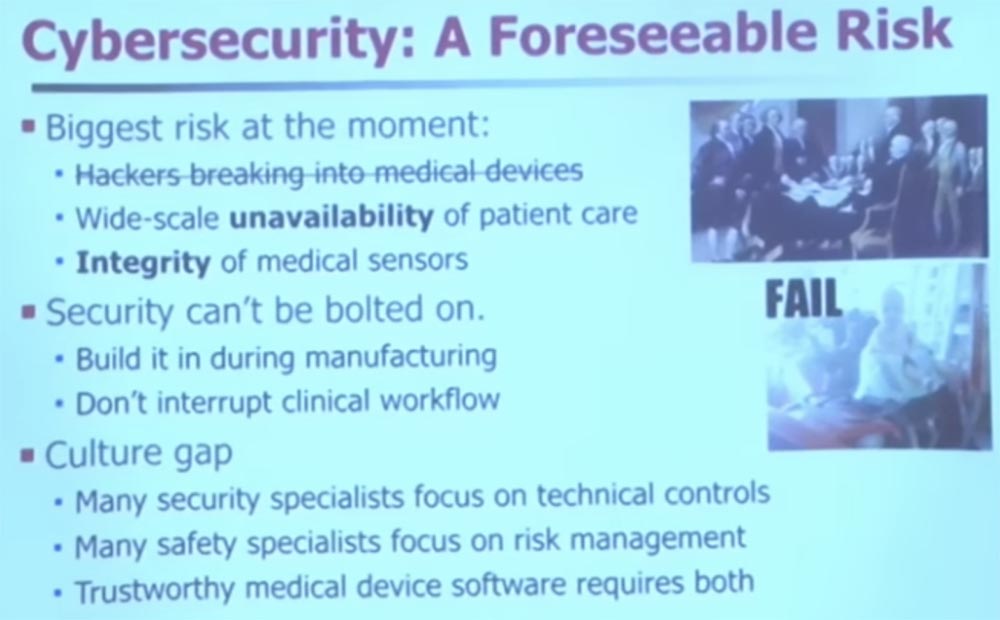 Cybersecurity: A Foreseeable Risk
Biggest risk at the moment:
Hackers breaking into medical devices
Wide-scale unavailability of patient care
Integrity of medical sensors
Security can't be bolted on.
Build it in during manufacturing
Don't interrupt clinical workflow
Culture gap
Many security specialists focus on technical controls
Many safety specialists focus on risk management
Trustworthy medical device software requires both
FAIL